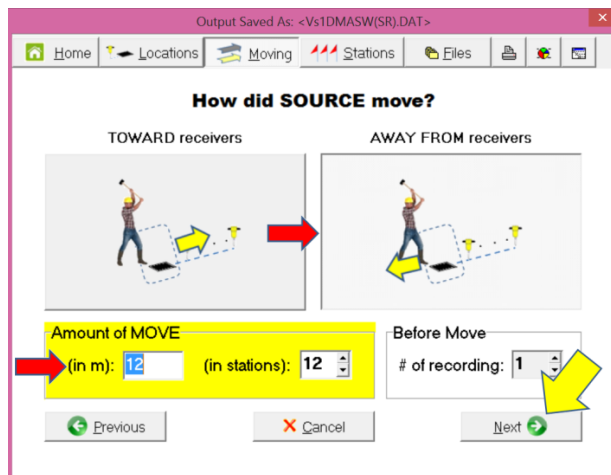 Output Saved As: <Vs1DMASW(SR).DAT>
Home Locations Moving Stations Files
How did SOURCE move?
TOWARD receivers AWAY FROM receivers
Amount of MOVE Before Move
(in m): 12 (in stations): 12 # of recording: 1
Previous Cancel Next